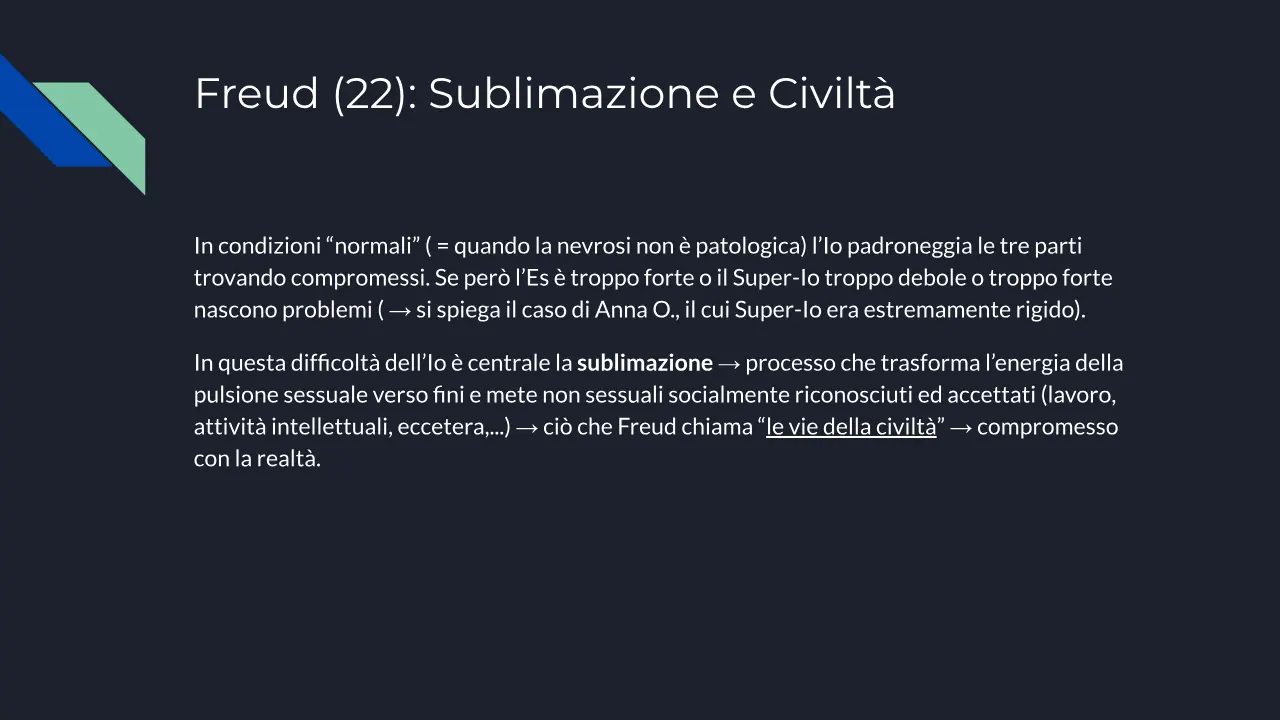 Freud (22): Sublimazione e Civiltà
In condizioni “normali” ( = quando la nevrosi non è patologica) l’Io padroneggia le tre parti
trovando compromessi. Se però l’Es è troppo forte o il Super-Io troppo debole o troppo forte
nascono problemi ( → si spiega il caso di Anna O., il cui Super-Io era estremamente rigido).
In questa difficoltà dell’Io è centrale la sublimazione → processo che trasforma l’energia della
pulsione sessuale verso fini e mete non sessuali socialmente riconosciuti ed accettati (lavoro,
attività intellettuali, eccetera,...) → ciò che Freud chiama “le vie della civiltà” → compromesso
con la realtà.